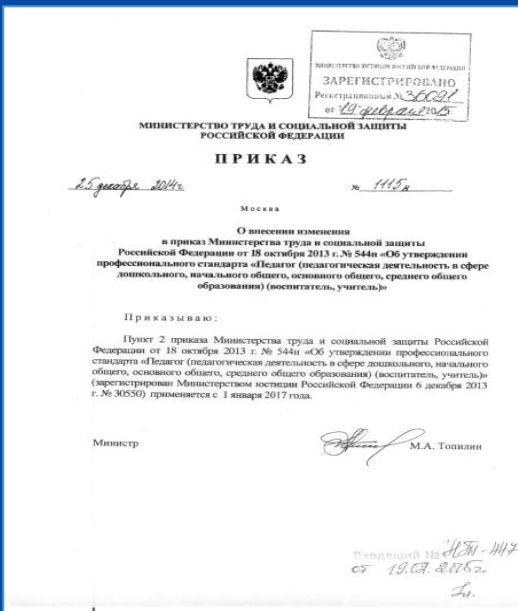 МИНИСТЕРСТВО ЮСТИЦИИ РОССИЙСКОЙ ФЕДЕРАЦИИ
ЗАРЕГИСТРИРОВАНО
Регистрационный № 36091
от "19" февраля 2015.
МИНИСТЕРСТВО ТРУДА И СОЦИАЛЬНОЙ ЗАЩИТЫ
РОССИЙСКОЙ ФЕДЕРАЦИИ
ПРИКАЗ
25 декабря 2014г. № 1115н
Москва
О внесении изменения
в приказ Министерства труда и социальной защиты
Российской Федерации от 18 октября 2013 г. № 544н «Об утверждении
профессионального стандарта «Педагог (педагогическая деятельность в сфере
дошкольного, начального общего, основного общего, среднего общего
образования) (воспитатель, учитель)»
Приказываю:
Пункт 2 приказа Министерства труда и социальной защиты Российской
Федерации от 18 октября 2013 г. № 544н «Об утверждении профессионального
стандарта «Педагог (педагогическая деятельность в сфере дошкольного, начального
общего, основного общего, среднего общего образования) (воспитатель, учитель)»
(зарегистрирован Министерством юстиции Российской Федерации 6 декабря 2013
г. № 30550) применяется с 1 января 2017 года.
Министр М.А. Топилин
Входящий №
от 19.02.2015г.